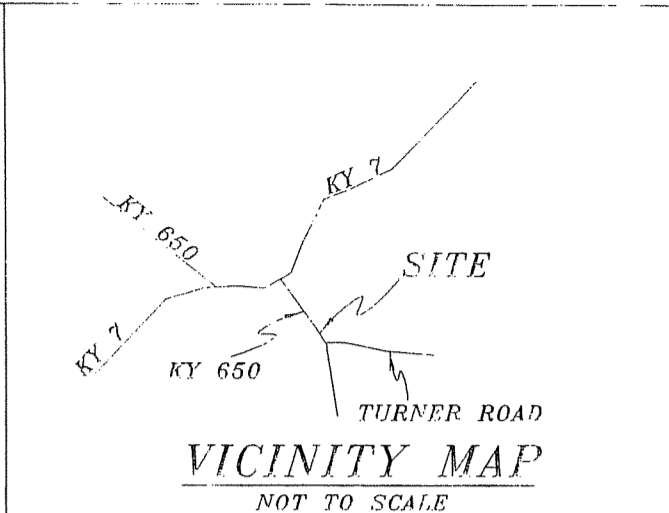 KY 7
KY 650
SITE
KY 7
KY 650
TURNER ROAD
VICINITY MAP
NOT TO SCALE